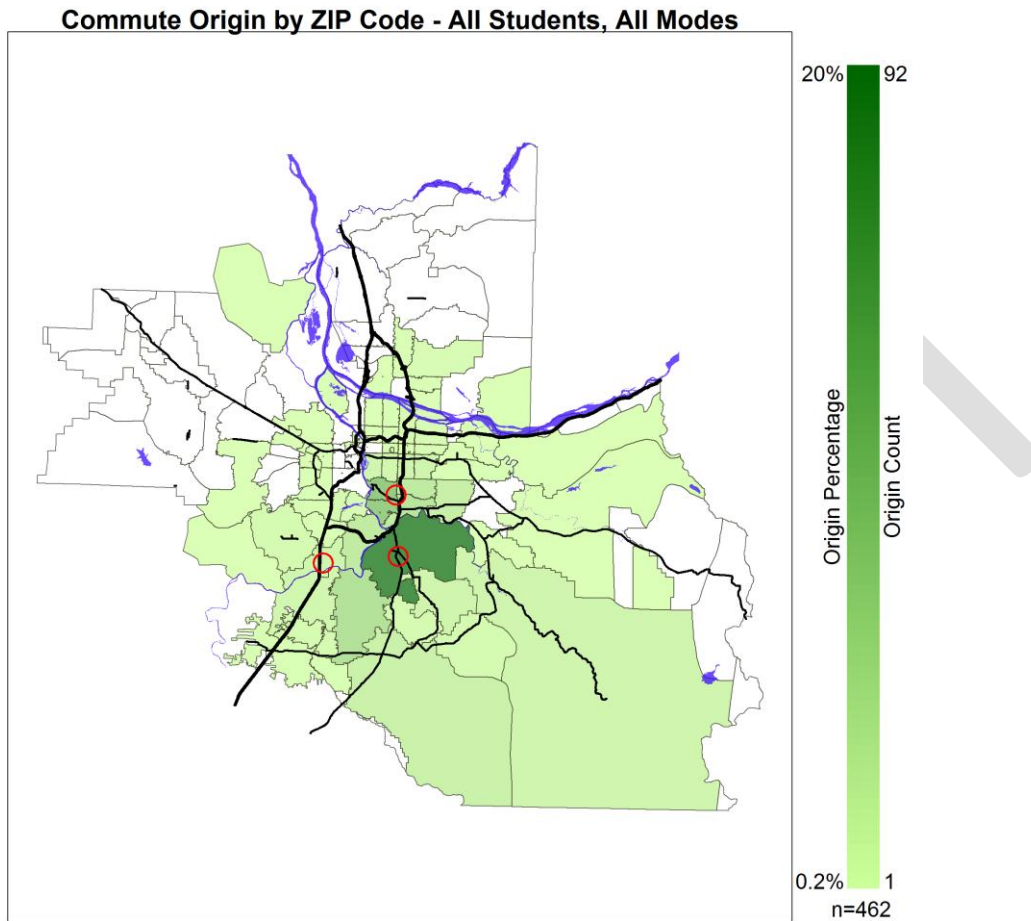 Commute Origin by ZIP Code - All Students, All Modes
20%
92
Origin Percentage
Origin Count
0.2%
1
n=462